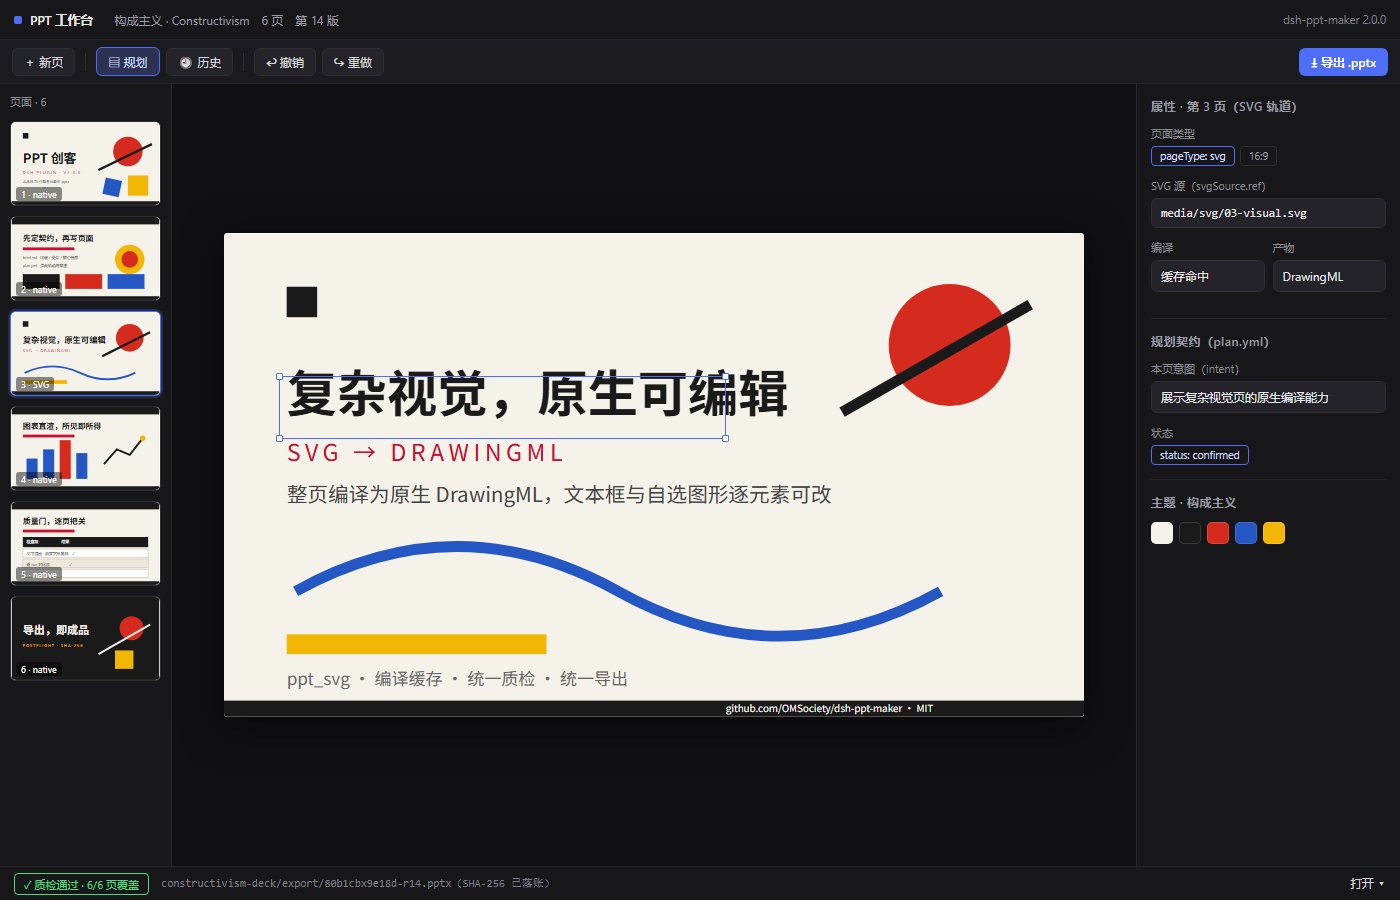 PPT 工作台
构成主义 · Constructivism 6 页 第 14 版
dsh-ppt-maker 2.0.0
+ 新页
规划
历史
↩ 撤销
↪ 重做
⤓ 导出 .pptx
页面 · 6
PPT 创客
1 · native
先定契约，再写页面
2 · native
复杂视觉，原生可编辑
SVG → DRAWINGML
3 · SVG
图表直渲，所见即所得
4 · native
质量门，逐页把关
5 · native
导出，即成品
POSTFLIGHT · SHA-256
6 · native
复杂视觉，原生可编辑
SVG → DRAWINGML
整页编译为原生 DrawingML，文本框与自选图形逐元素可改
ppt_svg · 编译缓存 · 统一质检 · 统一导出
github.com/OMSociety/dsh-ppt-maker · MIT
属性 · 第 3 页（SVG 轨道）
页面类型
pageType: svg
16:9
SVG 源（svgSource.ref）
media/svg/03-visual.svg
编译
产物
缓存命中
DrawingML
规划契约（plan.yml）
本页意图（intent）
展示复杂视觉页的原生编译能力
状态
status: confirmed
主题 · 构成主义
✓ 质检通过 · 6/6 页覆盖
constructivism-deck/export/80b1cbx9e18d-r14.pptx（SHA-256 已落账）
打开 ▾